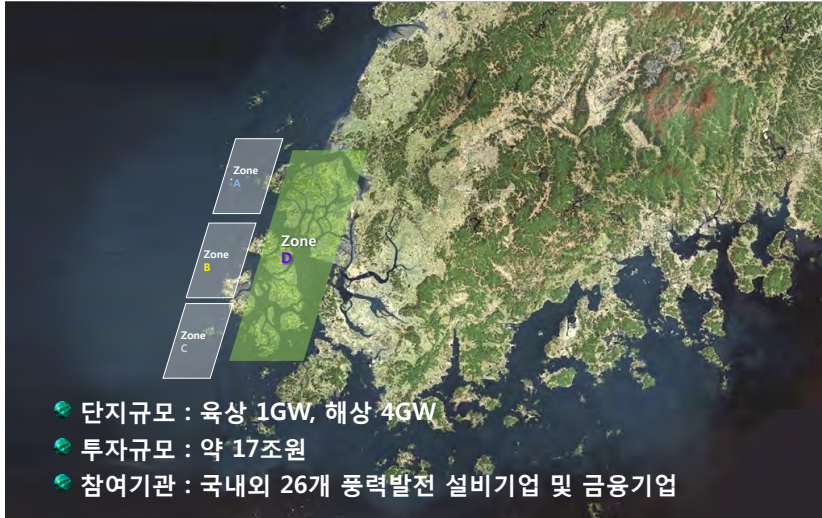 Zone
A
Zone
B
Zone
D
Zone
C
단지규모 : 육상 1GW, 해상 4GW
투자규모 : 약 17조원
참여기관 : 국내외 26개 풍력발전 설비기업 및 금융기업